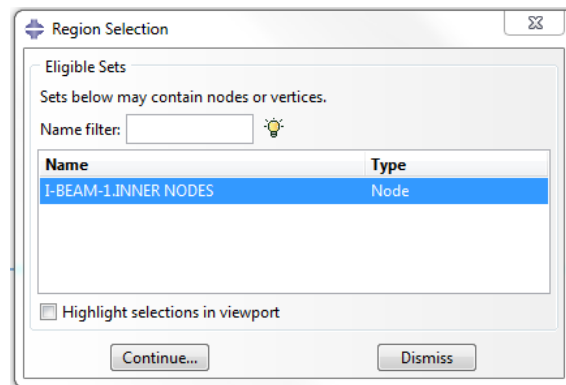 Region Selection
Eligible Sets
Sets below may contain nodes or vertices.
Name filter:
Name Type
I-BEAM-1.INNER NODES Node
Highlight selections in viewport
Continue... Dismiss